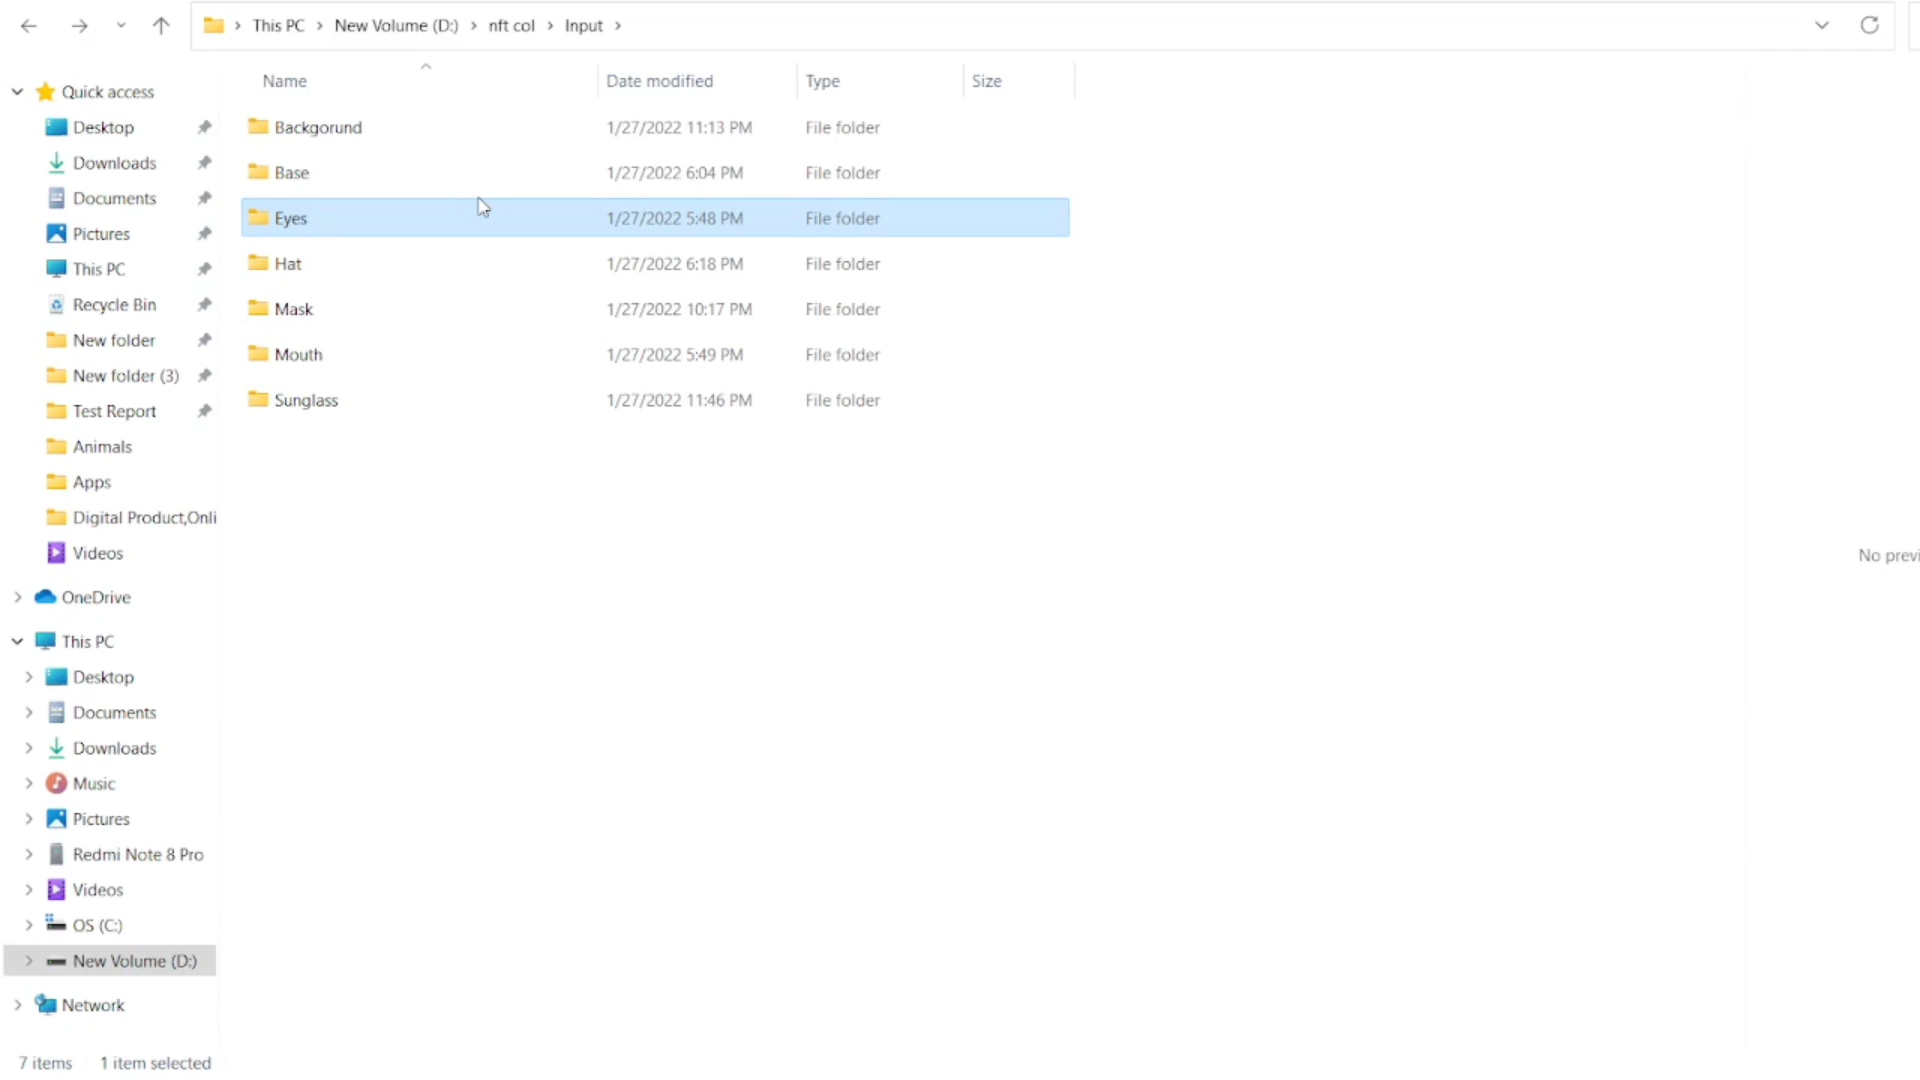 This PC > New Volume (D:) > nft col > Input >
Name Date modified Type Size
Quick access
Desktop
Downloads
Documents
Pictures
This PC
Recycle Bin
New folder
New folder (3)
Test Report
Animals
Apps
Digital Product,Onli
Videos
OneDrive
This PC
Desktop
Documents
Downloads
Music
Pictures
Redmi Note 8 Pro
Videos
OS (C:)
New Volume (D:)
Network
Backgorund 1/27/2022 11:13 PM File folder
Base 1/27/2022 6:04 PM File folder
Eyes 1/27/2022 5:48 PM File folder
Hat 1/27/2022 6:18 PM File folder
Mask 1/27/2022 10:17 PM File folder
Mouth 1/27/2022 5:49 PM File folder
Sunglass 1/27/2022 11:46 PM File folder
No previ
7 items 1 item selected